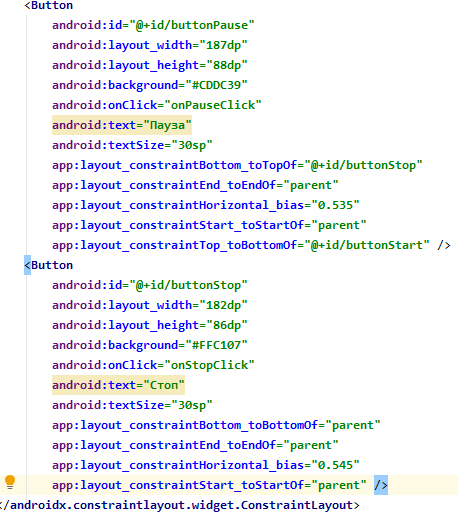 <Button
android:id="@+id/buttonPause"
android:layout_width="187dp"
android:layout_height="88dp"
android:background="#CDDC39"
android:onClick="onPauseClick"
android:text="Пауза"
android:textSize="30sp"
app:layout_constraintBottom_toTopOf="@+id/buttonStop"
app:layout_constraintEnd_toEndOf="parent"
app:layout_constraintHorizontal_bias="0.535"
app:layout_constraintStart_toStartOf="parent"
app:layout_constraintTop_toBottomOf="@+id/buttonStart" />
<Button
android:id="@+id/buttonStop"
android:layout_width="182dp"
android:layout_height="86dp"
android:background="#FFC107"
android:onClick="onStopClick"
android:text="Стоп"
android:textSize="30sp"
app:layout_constraintBottom_toBottomOf="parent"
app:layout_constraintEnd_toEndOf="parent"
app:layout_constraintHorizontal_bias="0.545"
app:layout_constraintStart_toStartOf="parent" />
</androidx.constraintlayout.widget.ConstraintLayout>